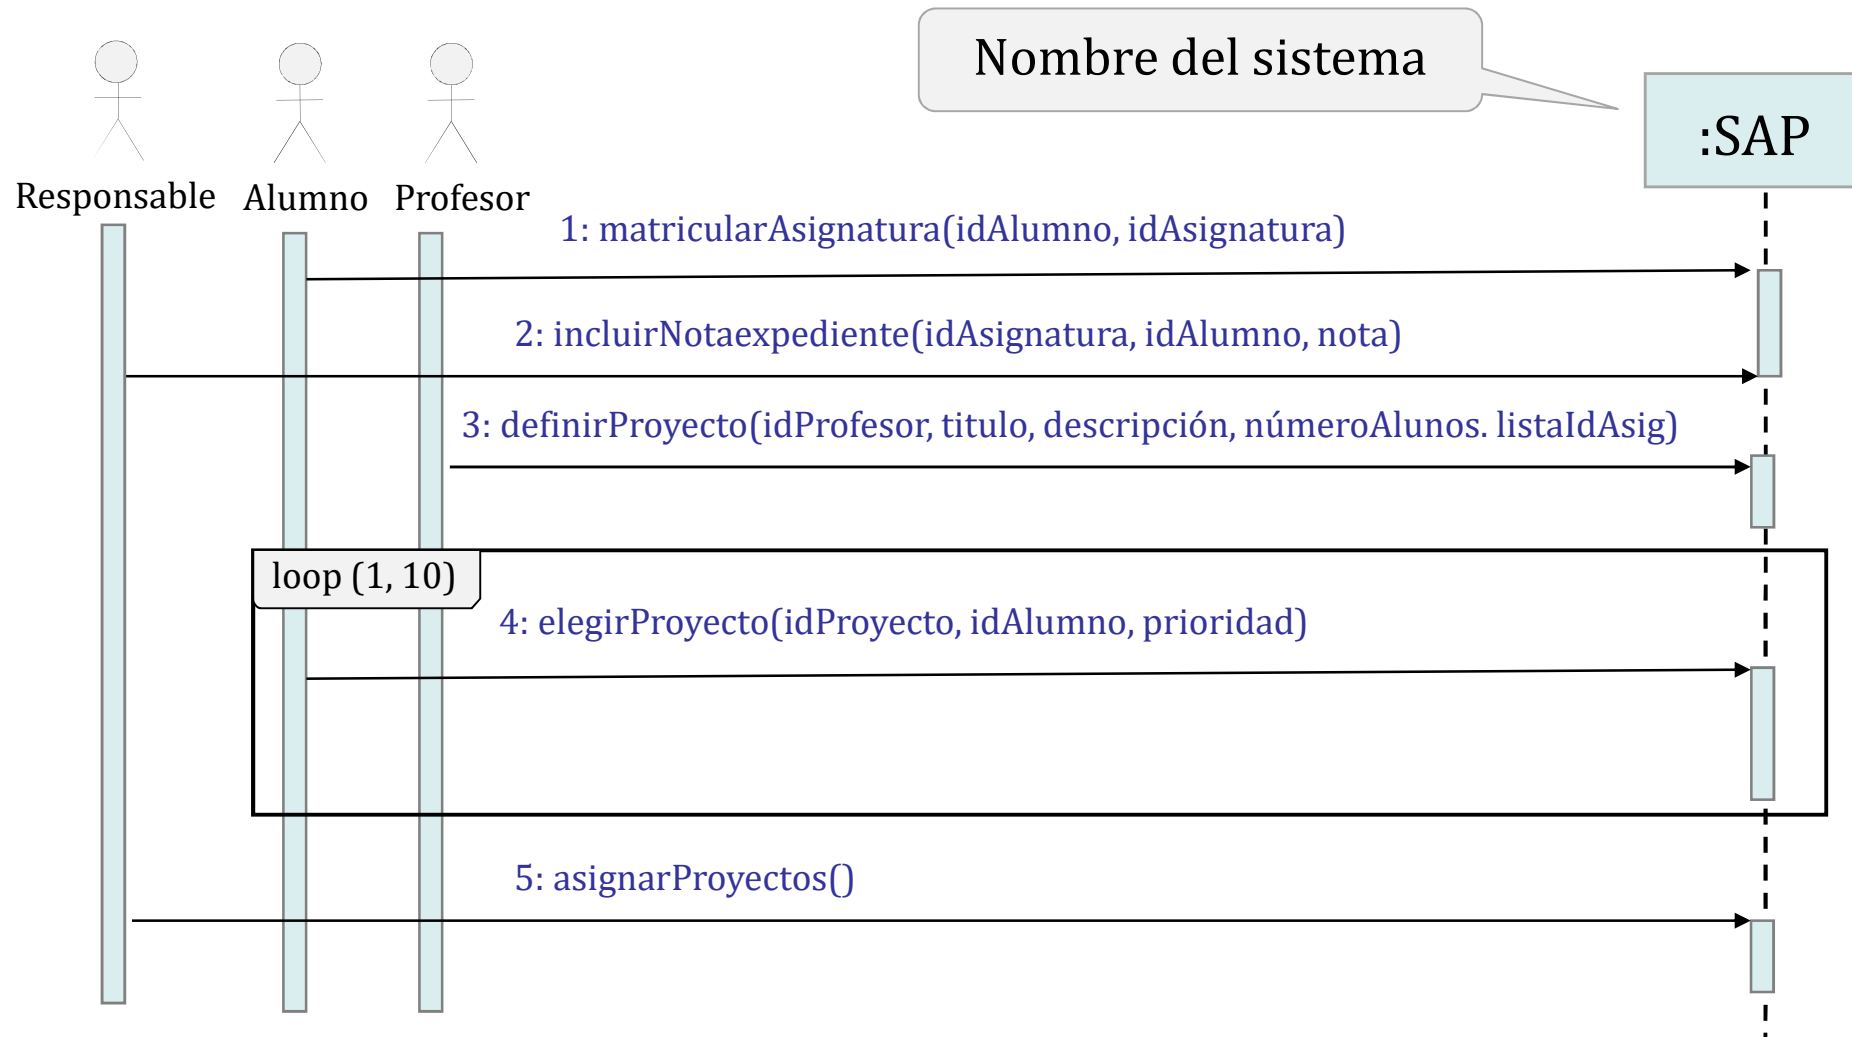 Nombre del sistema
:SAP
Responsable
Alumno
Profesor
1: matricularAsignatura(idAlumno, idAsignatura)
2: incluirNotaexpediente(idAsignatura, idAlumno, nota)
3: definirProyecto(idProfesor, titulo, descripción, númeroAlunos. listaIdAsig)
loop (1, 10)
4: elegirProyecto(idProyecto, idAlumno, prioridad)
5: asignarProyectos()